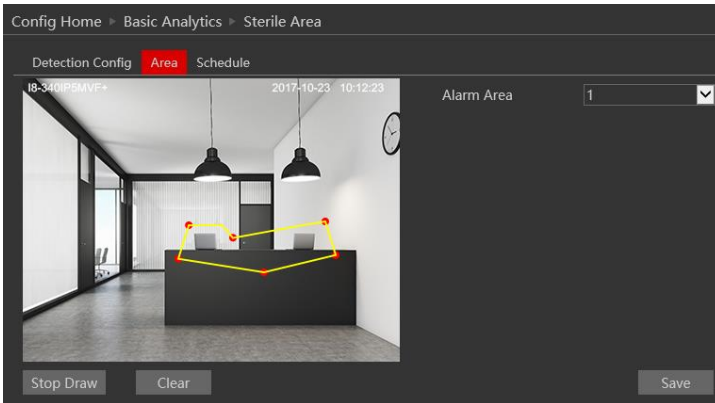 Config Home ▶ Basic Analytics ▶ Sterile Area
Detection Config Area Schedule
I8-340IP5MVF+ 2017-10-23 10:12:23
Alarm Area 1
Stop Draw Clear Save